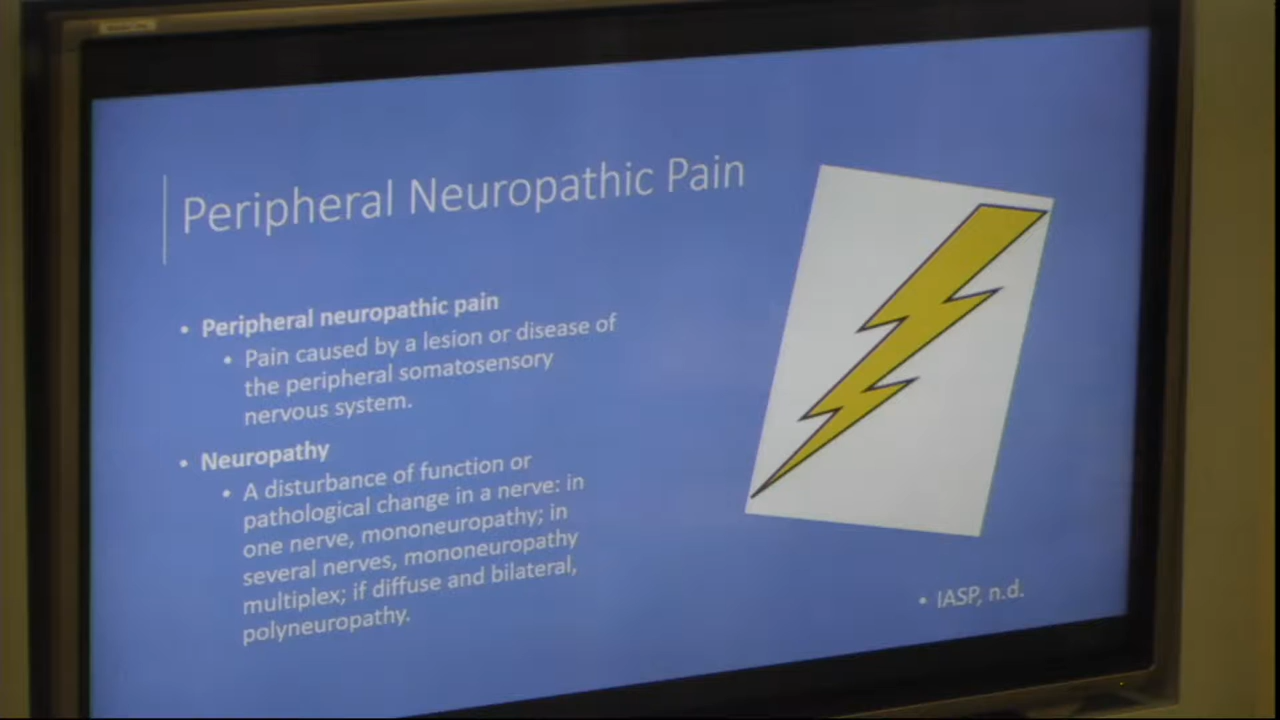 Peripheral Neuropathic Pain
• Peripheral neuropathic pain
• Pain caused by a lesion or disease of
the peripheral somatosensory
nervous system.
• Neuropathy
• A disturbance of function or
pathological change in a nerve: in
one nerve, mononeuropathy; in
several nerves, mononeuropathy
multiplex; if diffuse and bilateral,
polyneuropathy.
• IASP, n.d.